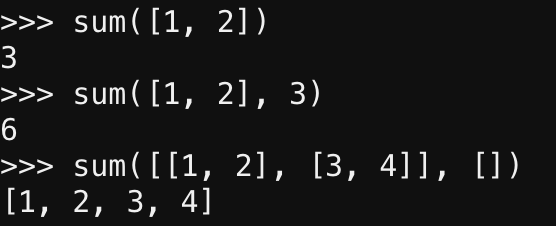 >>> sum([1, 2])
3
>>> sum([1, 2], 3)
6
>>> sum([[1, 2], [3, 4]], [])
[1, 2, 3, 4]